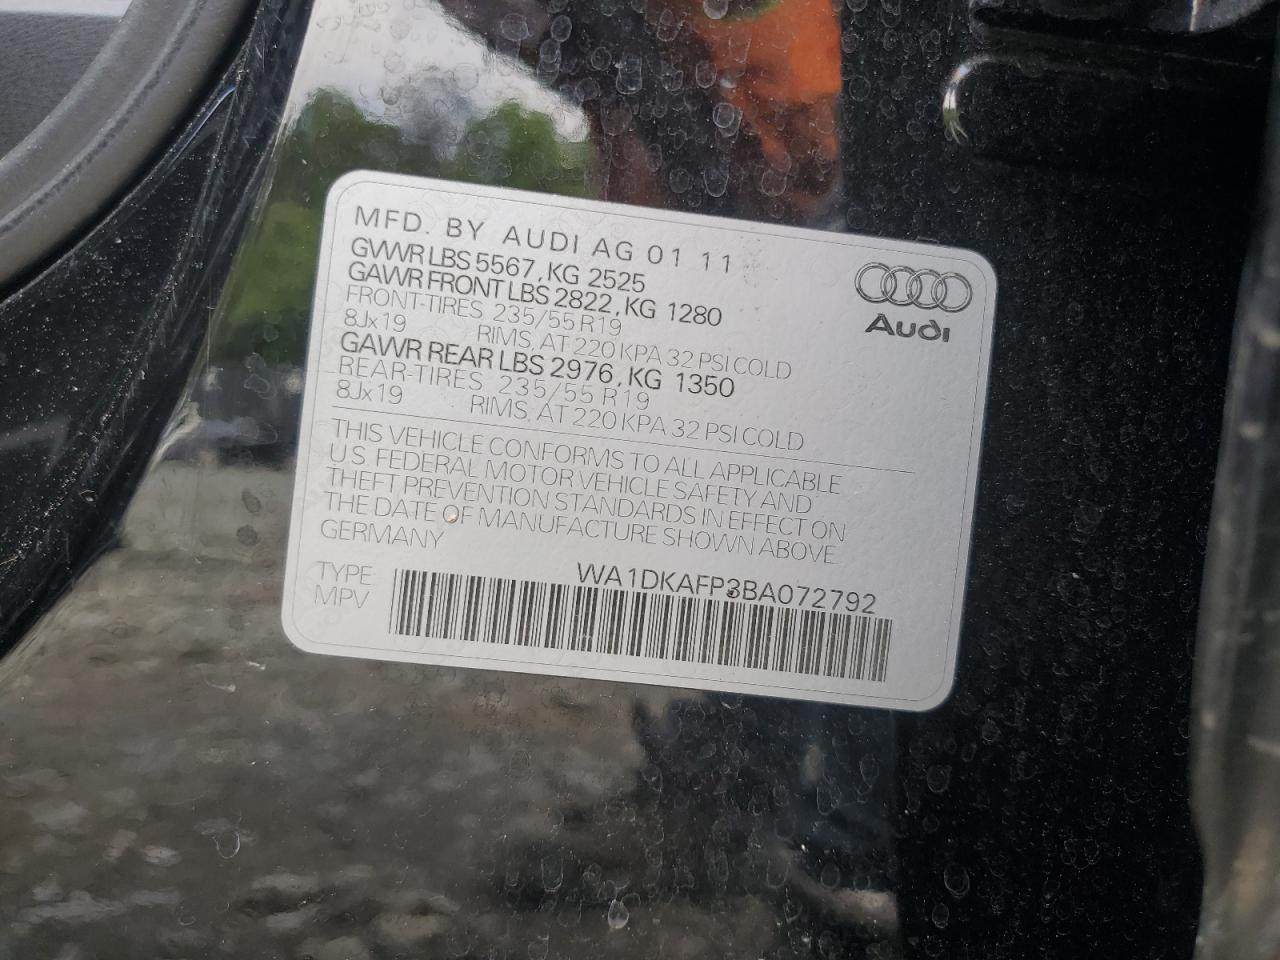 MFD. BY AUDI AG 01 11
GVWR LBS 5567, KG 2525
GAWR FRONT LBS 2822, KG 1280
FRONT-TIRES 235/55 R19
8Jx19 RIMS, AT 220 KPA 32 PSI COLD
GAWR REAR LBS 2976, KG 1350
REAR-TIRES 235/55 R19
8Jx19 RIMS, AT 220 KPA 32 PSI COLD
Audi
THIS VEHICLE CONFORMS TO ALL APPLICABLE
U.S. FEDERAL MOTOR VEHICLE SAFETY AND
THEFT PREVENTION STANDARDS IN EFFECT ON
THE DATE OF MANUFACTURE SHOWN ABOVE
GERMANY
WA1DKAFP3BA072792
TYPE
MPV